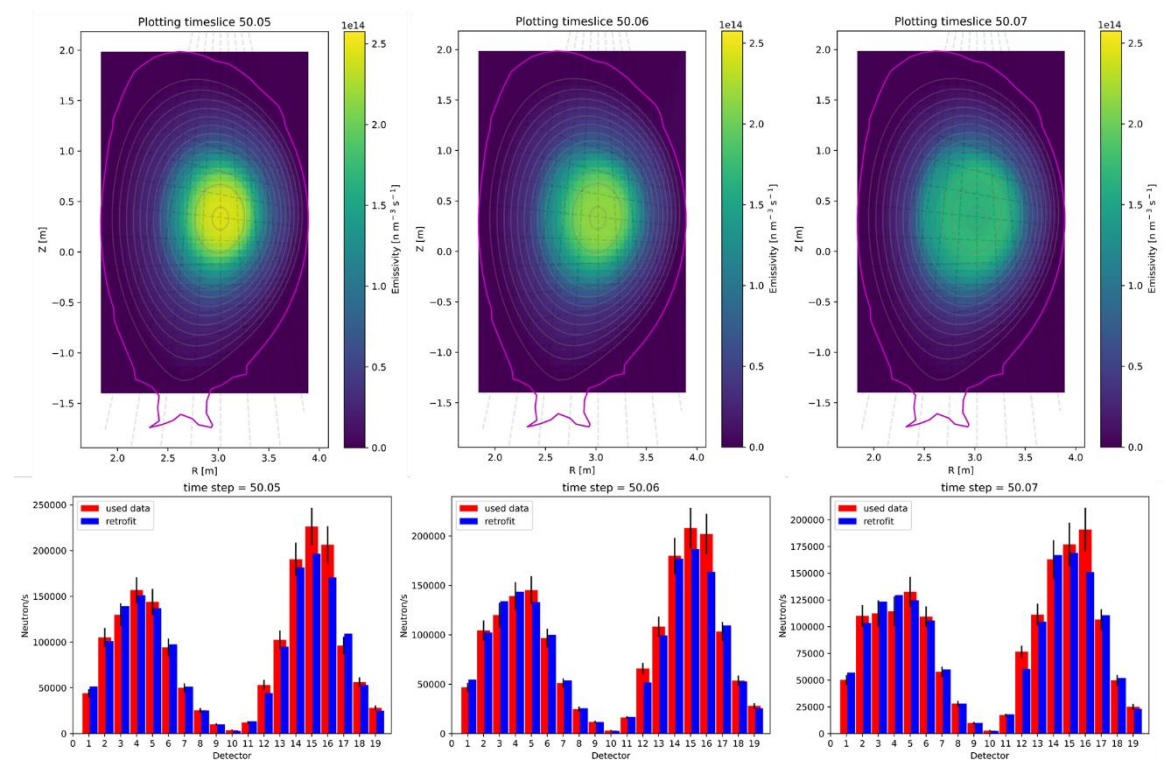 Plotting timeslice 50.05
1e14
2.0
1.5
1.0
0.5
0.0
−0.5
−1.0
−1.5
Z [m]
2.0 2.5 3.0 3.5 4.0
R [m]
2.5
2.0
1.5
1.0
0.5
0.0
Emissivity [n m⁻³ s⁻¹]
Plotting timeslice 50.06
1e14
2.0
1.5
1.0
0.5
0.0
−0.5
−1.0
−1.5
Z [m]
2.0 2.5 3.0 3.5 4.0
R [m]
2.5
2.0
1.5
1.0
0.5
0.0
Emissivity [n m⁻³ s⁻¹]
Plotting timeslice 50.07
1e14
2.0
1.5
1.0
0.5
0.0
−0.5
−1.0
−1.5
Z [m]
2.0 2.5 3.0 3.5 4.0
R [m]
2.5
2.0
1.5
1.0
0.5
0.0
Emissivity [n m⁻³ s⁻¹]
time step = 50.05
used data
retrofit
250000
200000
150000
100000
50000
0
Neutron/s
0 1 2 3 4 5 6 7 8 9 10 11 12 13 14 15 16 17 18 19
Detector
time step = 50.06
used data
retrofit
200000
150000
100000
50000
0
Neutron/s
0 1 2 3 4 5 6 7 8 9 10 11 12 13 14 15 16 17 18 19
Detector
time step = 50.07
used data
retrofit
200000
175000
150000
125000
100000
75000
50000
25000
0
Neutron/s
0 1 2 3 4 5 6 7 8 9 10 11 12 13 14 15 16 17 18 19
Detector